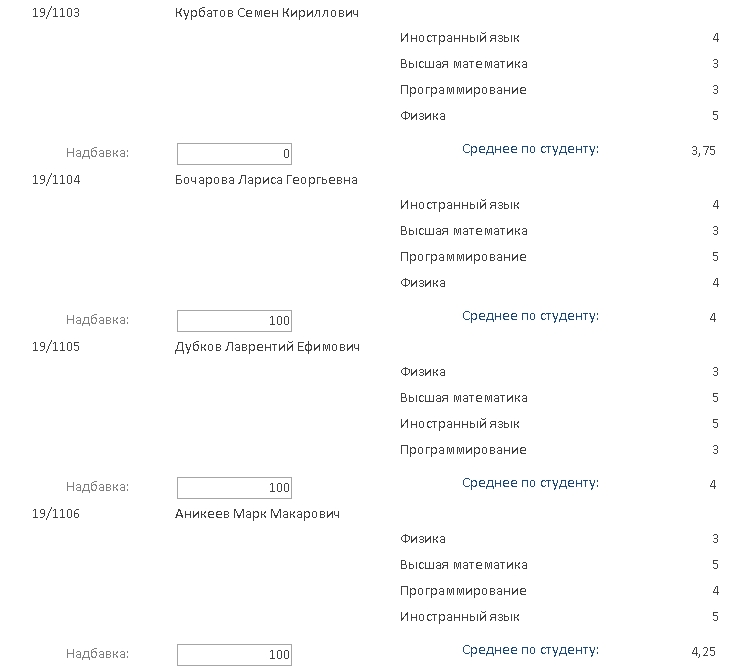 19/1103 Курбатов Семен Кириллович
Иностранный язык 4
Высшая математика 3
Программирование 3
Физика 5
Надбавка: 0 Среднее по студенту: 3,75
19/1104 Бочарова Лариса Георгьевна
Иностранный язык 4
Высшая математика 3
Программирование 5
Физика 4
Надбавка: 100 Среднее по студенту: 4
19/1105 Дубков Лаврентий Ефимович
Физика 3
Высшая математика 5
Иностранный язык 5
Программирование 3
Надбавка: 100 Среднее по студенту: 4
19/1106 Аникеев Марк Макарович
Физика 3
Высшая математика 5
Программирование 4
Иностранный язык 5
Надбавка: 100 Среднее по студенту: 4,25